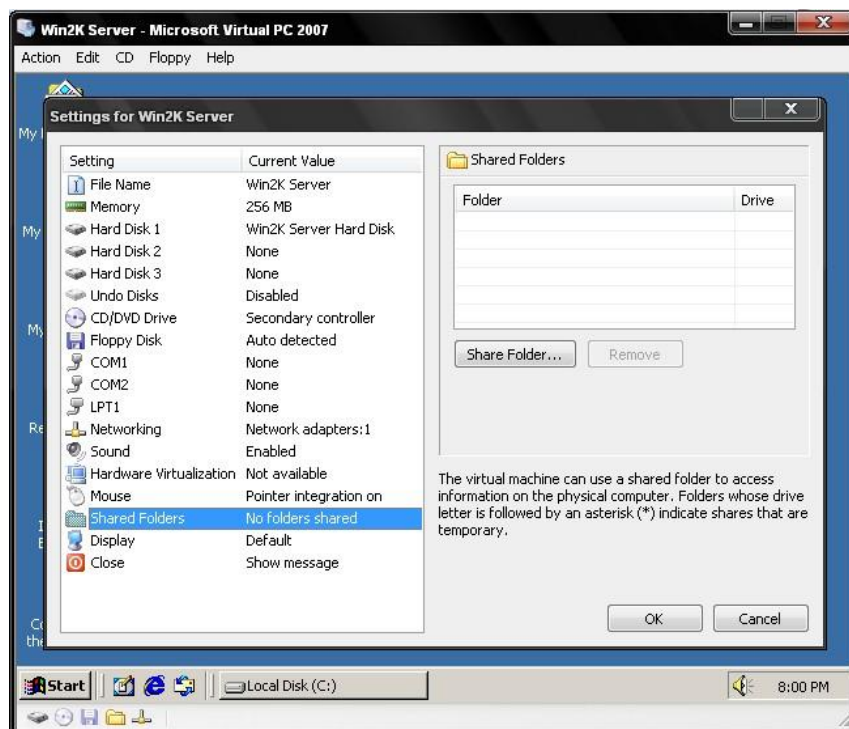 Win2K Server - Microsoft Virtual PC 2007
Action Edit CD Floppy Help
My
Settings for Win2K Server
Setting Current Value
File Name Win2K Server
Memory 256 MB
Hard Disk 1 Win2K Server Hard Disk
Hard Disk 2 None
Hard Disk 3 None
Undo Disks Disabled
CD/DVD Drive Secondary controller
Floppy Disk Auto detected
COM1 None
COM2 None
LPT1 None
Networking Network adapters:1
Sound Enabled
Hardware Virtualization Not available
Mouse Pointer integration on
Shared Folders No folders shared
Display Default
Close Show message
Shared Folders
Folder Drive
Share Folder... Remove
The virtual machine can use a shared folder to access
information on the physical computer. Folders whose drive
letter is followed by an asterisk (*) indicate shares that are
temporary.
OK Cancel
My
My
Re
the
Start Local Disk (C:) 8:00 PM